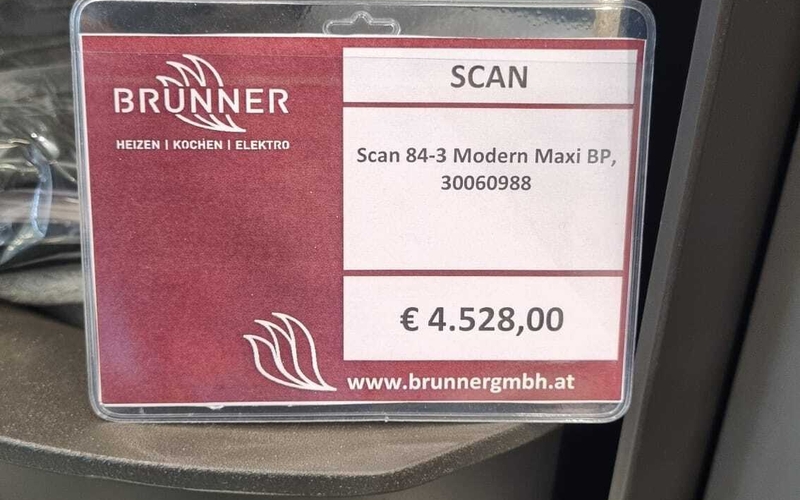 BRUNNER
HEIZEN | KOCHEN | ELEKTRO
SCAN
Scan 84-3 Modern Maxi BP,
30060988
€ 4.528,00
www.brunnergmbh.at